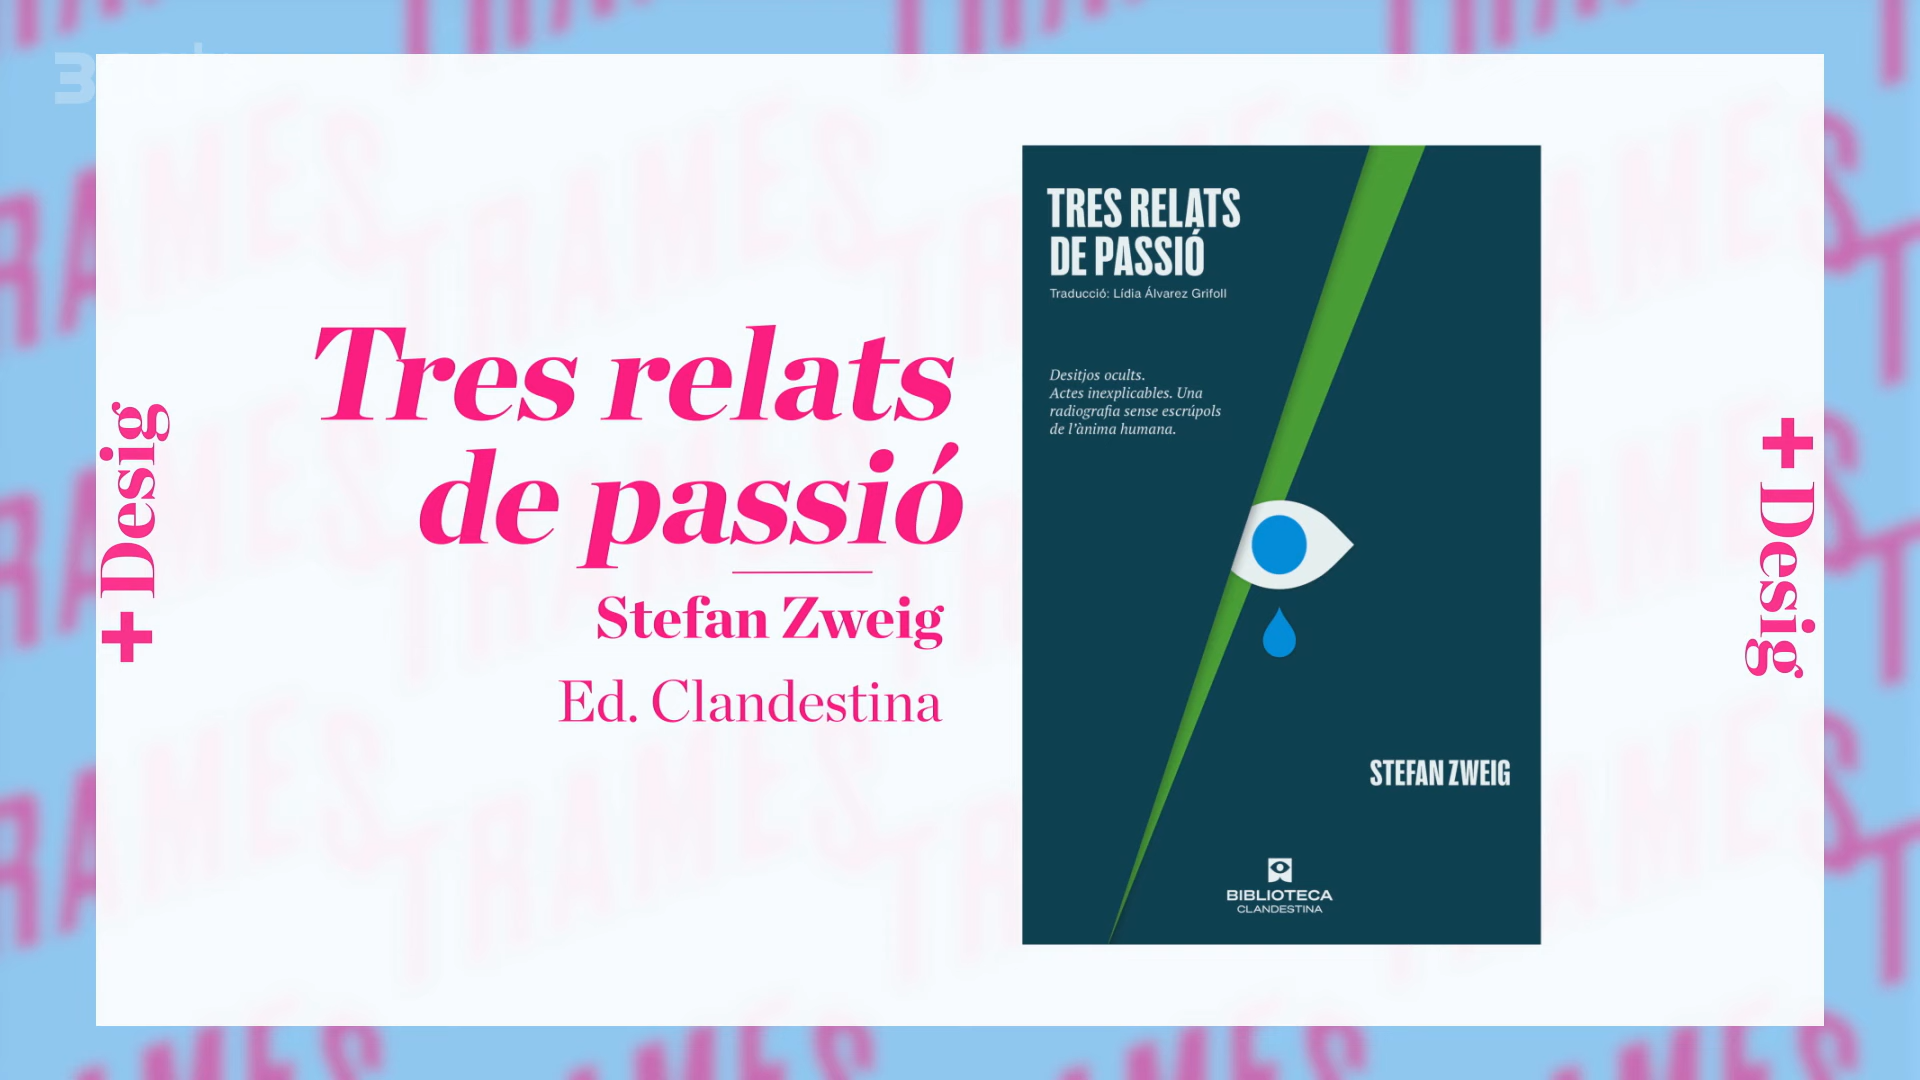 + Desig
Tres relats
de passió
Stefan Zweig
Ed. Clandestina
TRES RELATS
DE PASSIÓ
Traducció: Lídia Álvarez Grifoll
Desitjos ocults.
Actes inexplicables. Una
radiografia sense escrúpols
de l'ànima humana.
STEFAN ZWEIG
BIBLIOTECA
CLANDESTINA
+ Desig
TRAMES